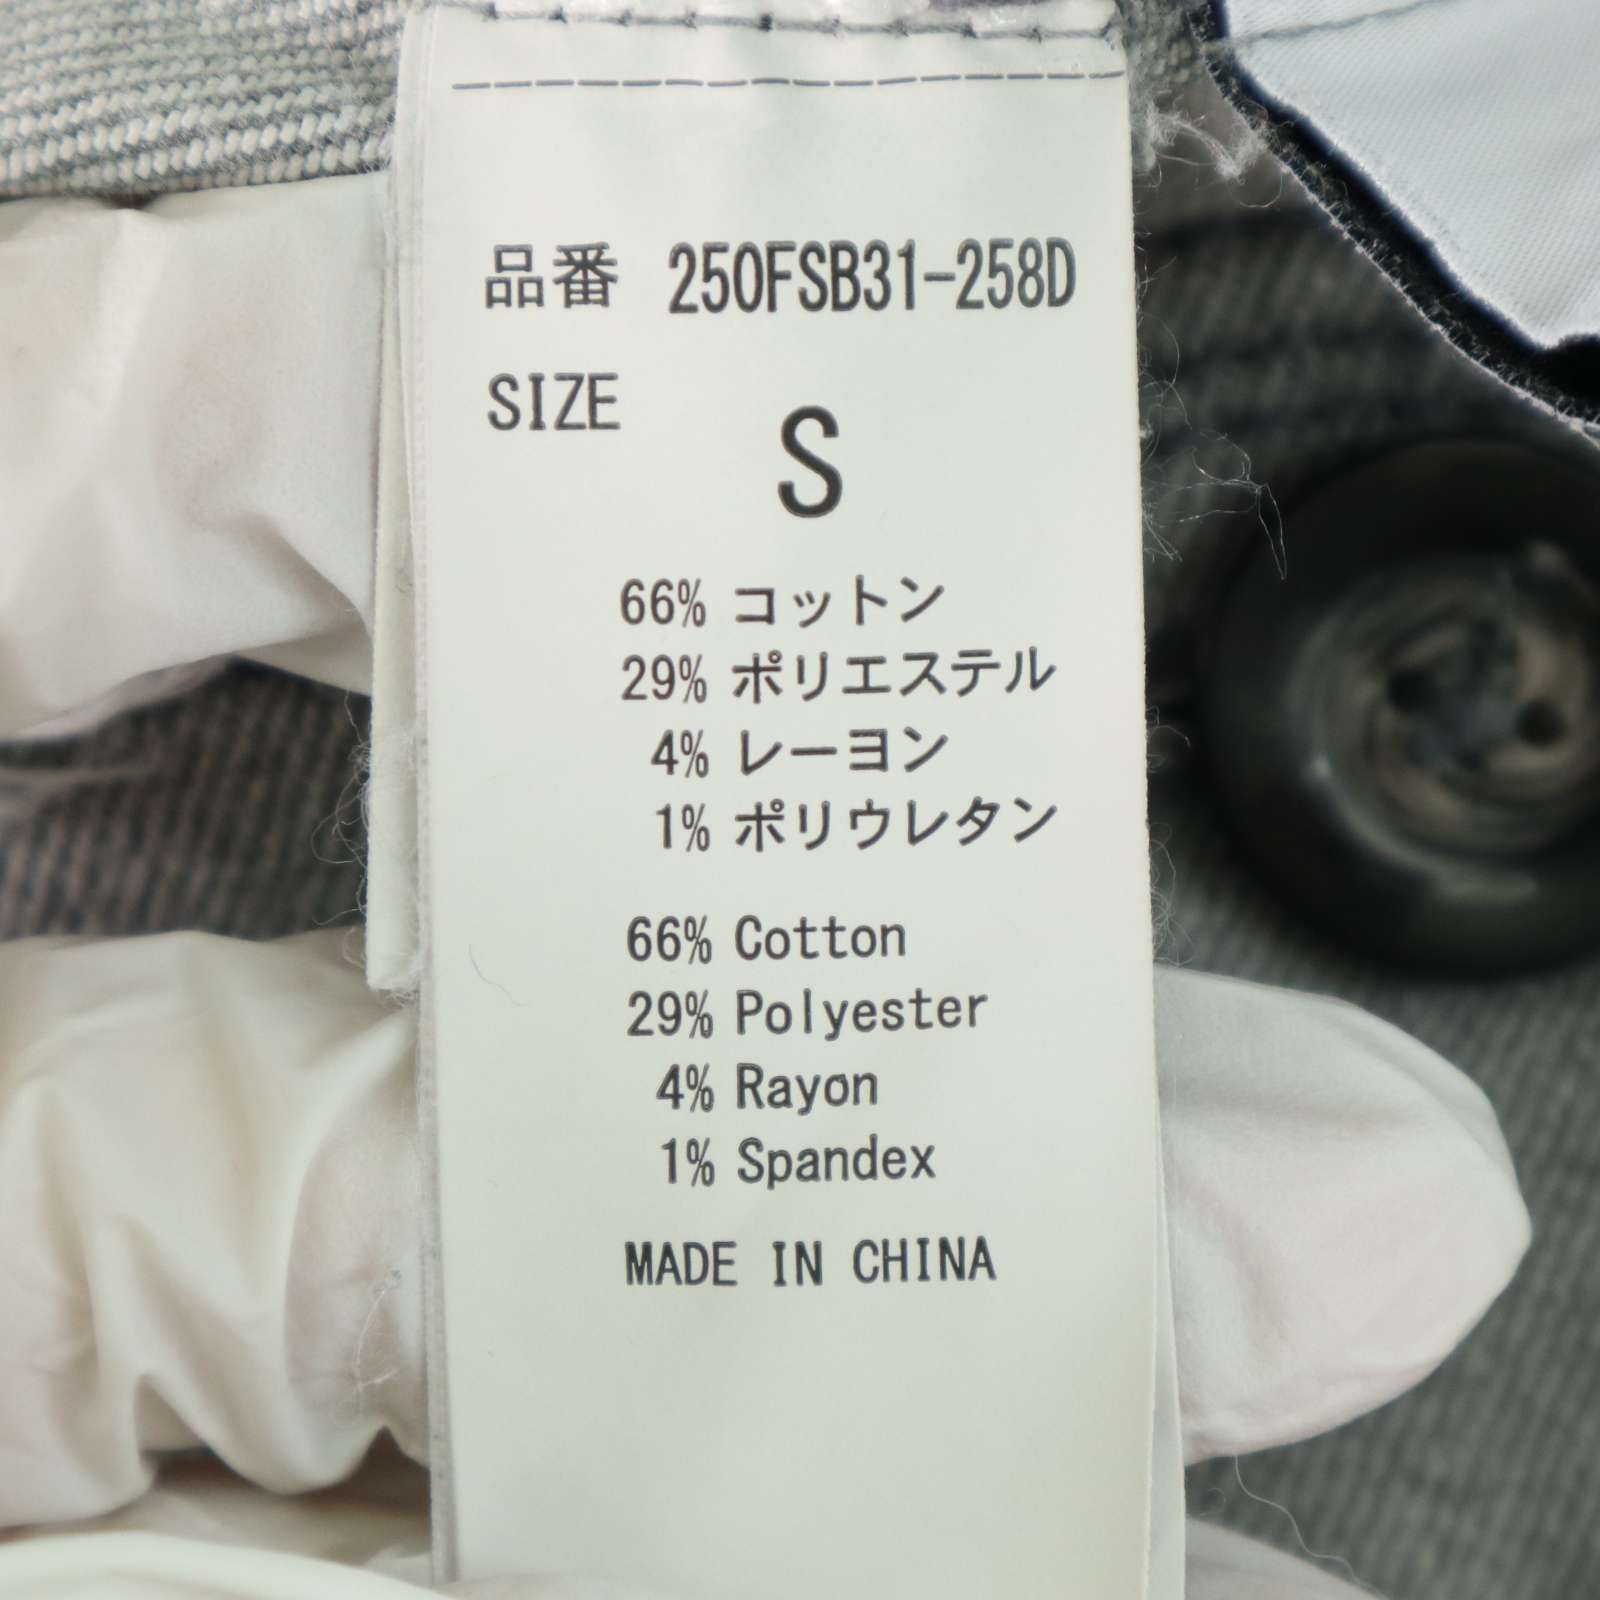 品番 250FSB31-258D
SIZE
S
66% コットン
29% ポリエステル
4% レーヨン
1% ポリウレタン
66% Cotton
29% Polyester
4% Rayon
1% Spandex
MADE IN CHINA